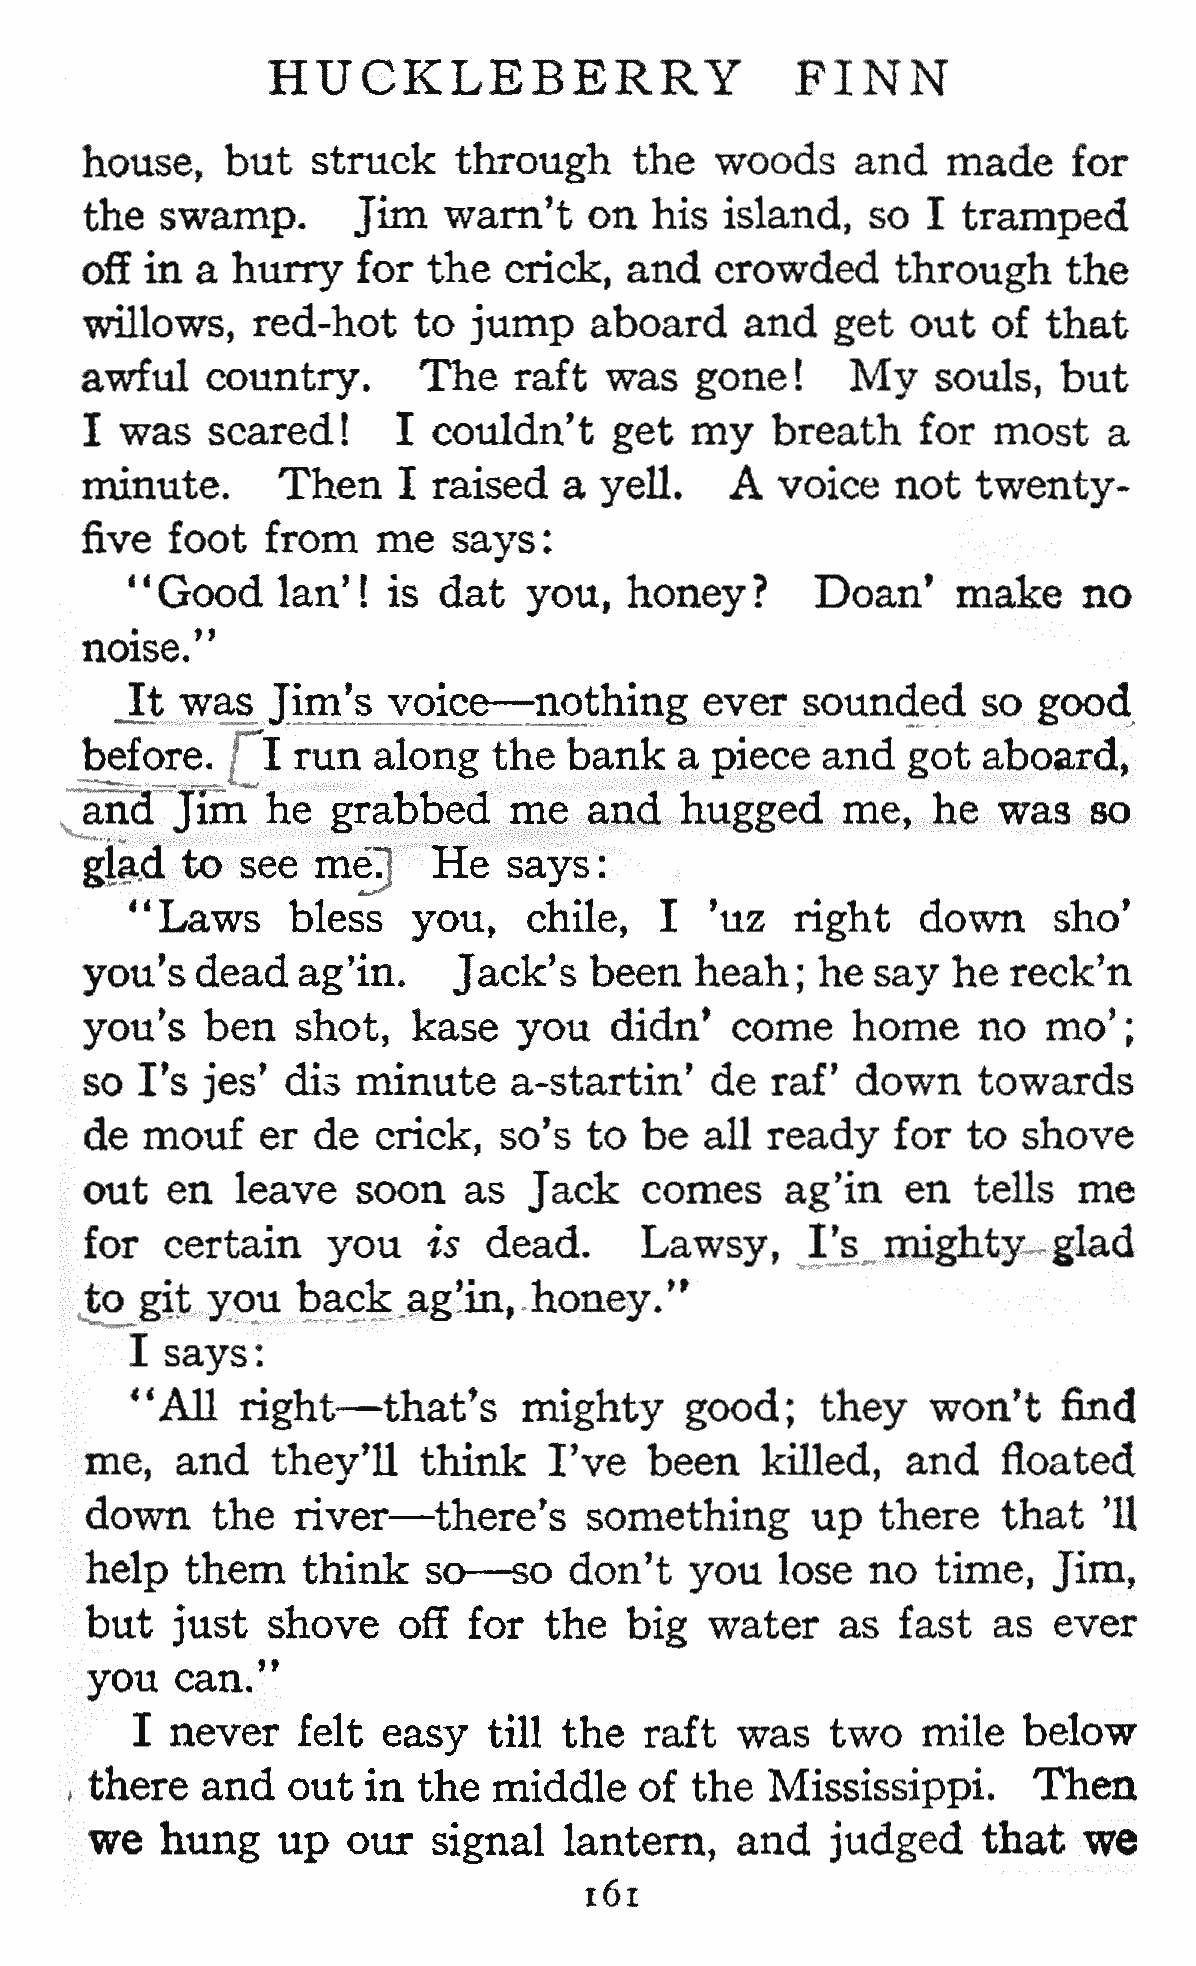 HUCKLEBERRY FINN
house, but struck through the woods and made for
the swamp. Jim warn't on his island, so I tramped
off in a hurry for the crick, and crowded through the
willows, red-hot to jump aboard and get out of that
awful country. The raft was gone! My souls, but
I was scared! I couldn't get my breath for most a
minute. Then I raised a yell. A voice not twenty-
five foot from me says:
"Good lan'! is dat you, honey? Doan' make no
noise."
It was Jim's voice—nothing ever sounded so good
before. [I run along the bank a piece and got aboard,
and Jim he grabbed me and hugged me, he was so
glad to see me.] He says:
"Laws bless you, chile, I 'uz right down sho'
you's dead ag'in. Jack's been heah; he say he reck'n
you's ben shot, kase you didn' come home no mo';
so I's jes' dis minute a-startin' de raf' down towards
de mouf er de crick, so's to be all ready for to shove
out en leave soon as Jack comes ag'in en tells me
for certain you is dead. Lawsy, I's mighty glad
to git you back ag'in, honey."
I says:
"All right—that's mighty good; they won't find
me, and they'll think I've been killed, and floated
down the river—there's something up there that 'll
help them think so—so don't you lose no time, Jim,
but just shove off for the big water as fast as ever
you can."
I never felt easy till the raft was two mile below
there and out in the middle of the Mississippi. Then
we hung up our signal lantern, and judged that we
161